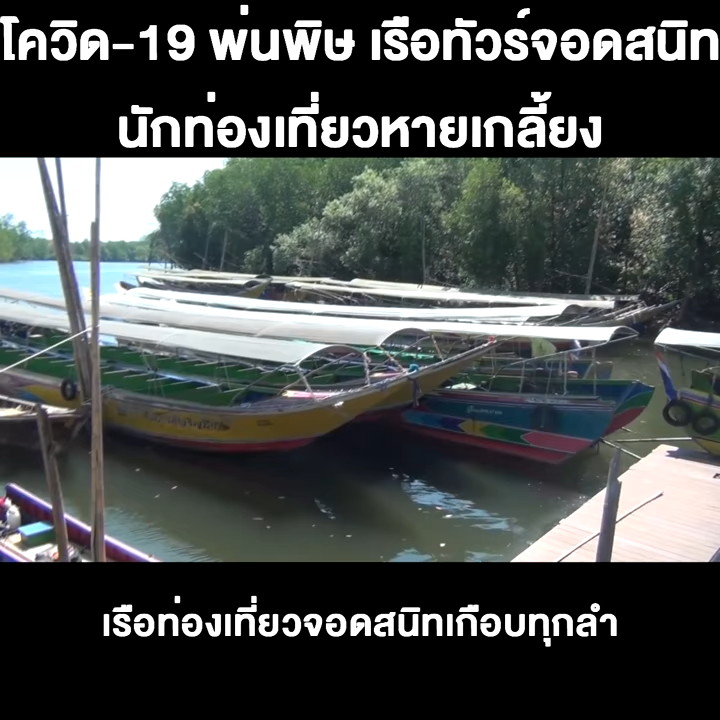 โควิด-19 พ่นพิษ เรือทัวร์จอดสนิท
นักท่องเที่ยวหายเกลี้ยง
เรือท่องเที่ยวจอดสนิทเกือบทุกลำ